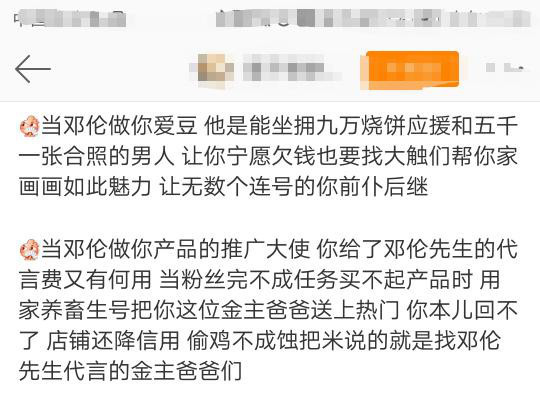 当邓伦做你爱豆 他是能坐拥九万烧饼应援和五千
一张合照的男人 让你宁愿欠钱也要找大触们帮你家
画画如此魅力 让无数个连号的你前仆后继
当邓伦做你产品的推广大使 你给了邓伦先生的代
言费又有何用 当粉丝完不成任务买不起产品时 用
家养畜生号把你这位金主爸爸送上热门 你本儿回不
了 店铺还降信用 偷鸡不成蚀把米说的就是找邓伦
先生代言的金主爸爸们